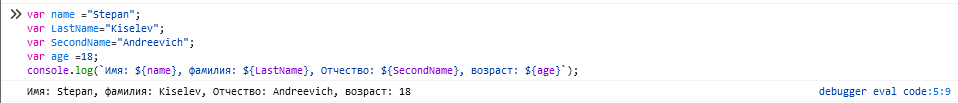 var name ="Stepan";
var LastName="Kiselev";
var SecondName="Andreevich";
var age =18;
console.log(`Имя: ${name}, фамилия: ${LastName}, Отчество: ${SecondName}, возраст: ${age}`);
Имя: Stepan, фамилия: Kiselev, Отчество: Andreevich, возраст: 18 debugger eval code:5:9